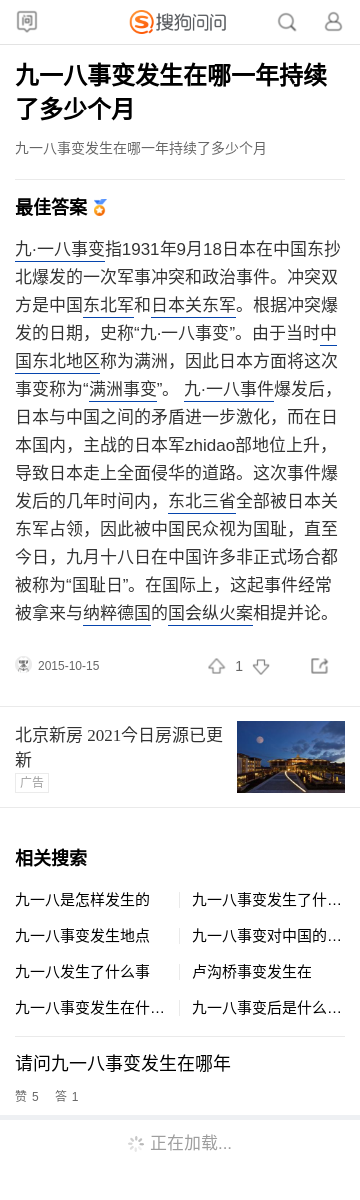 问
搜狗问问
九一八事变发生在哪一年持续
了多少个月
九一八事变发生在哪一年持续了多少个月
最佳答案
九·一八事变指1931年9月18日本在中国东抄
北爆发的一次军事冲突和政治事件。冲突双
方是中国东北军和日本关东军。根据冲突爆
发的日期，史称“九·一八事变”。由于当时中
国东北地区称为满洲，因此日本方面将这次
事变称为“满洲事变”。 九·一八事件爆发后，
日本与中国之间的矛盾进一步激化，而在日
本国内，主战的日本军zhidao部地位上升，
导致日本走上全面侵华的道路。这次事件爆
发后的几年时间内，东北三省全部被日本关
东军占领，因此被中国民众视为国耻，直至
今日，九月十八日在中国许多非正式场合都
被称为“国耻日”。在国际上，这起事件经常
被拿来与纳粹德国的国会纵火案相提并论。
2015-10-15 1
北京新房 2021今日房源已更
新
广告
相关搜索
九一八是怎样发生的 九一八事变发生了什...
九一八事变发生地点 九一八事变对中国的...
九一八发生了什么事 卢沟桥事变发生在
九一八事变发生在什... 九一八事变后是什么...
请问九一八事变发生在哪年
赞 5 答 1
正在加载...